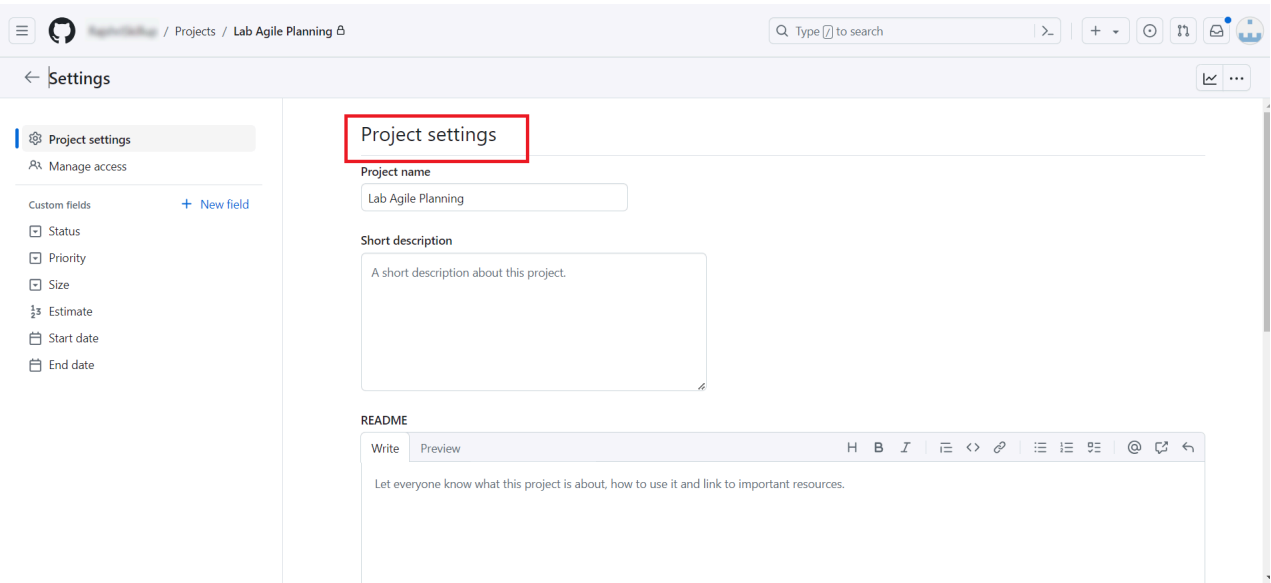 / Projects / Lab Agile Planning
Type / to search
Settings
Project settings
Manage access
Custom fields
New field
Status
Priority
Size
Estimate
Start date
End date
Project settings
Project name
Lab Agile Planning
Short description
A short description about this project.
README
Write Preview
Let everyone know what this project is about, how to use it and link to important resources.